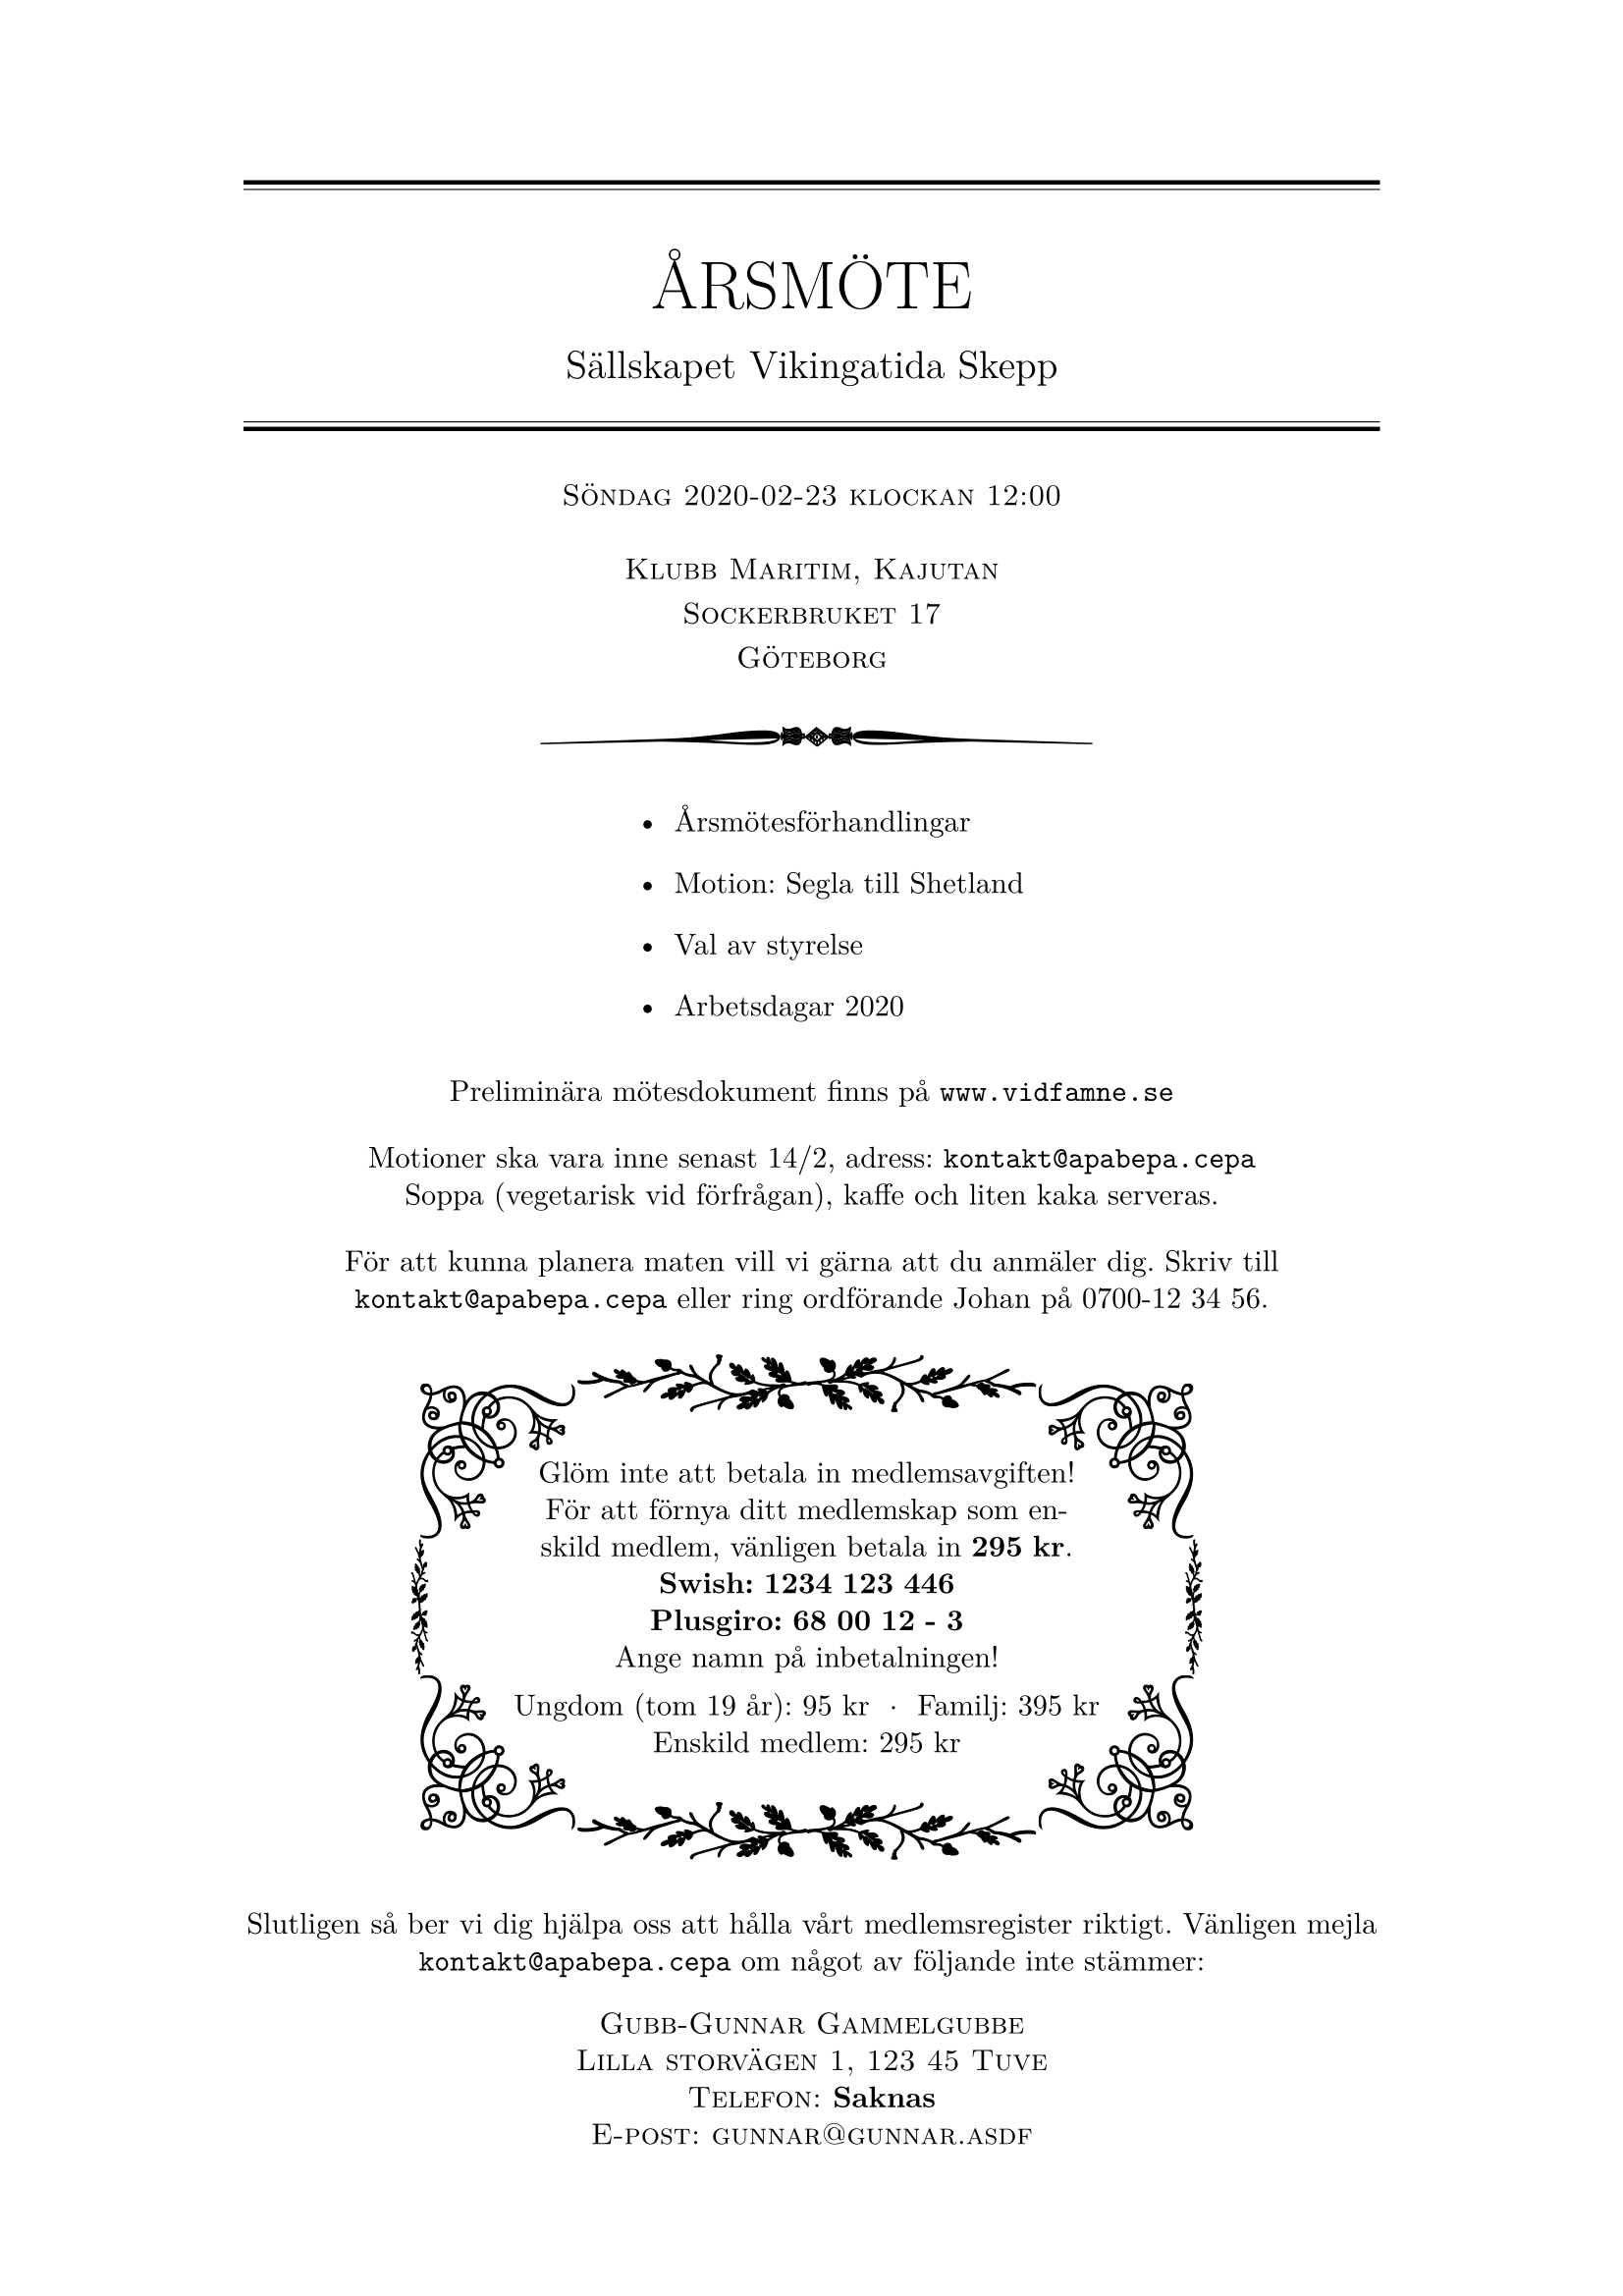 ÅRSMÖTE
Sällskapet Vikingatida Skepp
Söndag 2020-02-23 klockan 12:00
Klubb Maritim, Kajutan
Sockerbruket 17
Göteborg
• Årsmötesförhandlingar
• Motion: Segla till Shetland
• Val av styrelse
• Arbetsdagar 2020
Preliminära mötesdokument finns på www.vidfamne.se
Motioner ska vara inne senast 14/2, adress: kontakt@apabepa.cepa
Soppa (vegetarisk vid förfrågan), kaffe och liten kaka serveras.
För att kunna planera maten vill vi gärna att du anmäler dig. Skriv till
kontakt@apabepa.cepa eller ring ordförande Johan på 0700-12 34 56.
Glöm inte att betala in medlemsavgiften!
För att förnya ditt medlemskap som en-
skild medlem, vänligen betala in 295 kr.
Swish: 1234 123 446
Plusgiro: 68 00 12 - 3
Ange namn på inbetalningen!
Ungdom (tom 19 år): 95 kr · Familj: 395 kr
Enskild medlem: 295 kr
Slutligen så ber vi dig hjälpa oss att hålla vårt medlemsregister riktigt. Vänligen mejla
kontakt@apabepa.cepa om något av följande inte stämmer:
Gubb-Gunnar Gammelgubbe
Lilla storvägen 1, 123 45 Tuve
Telefon: Saknas
E-post: gunnar@gunnar.asdf